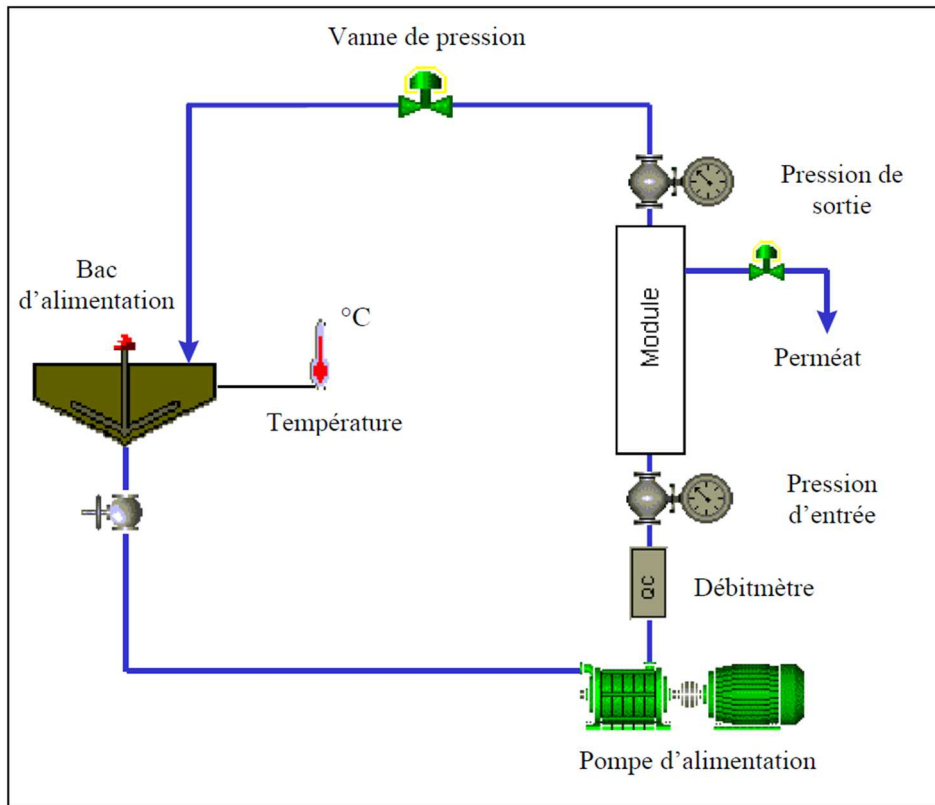 Vanne de pression
Pression de
sortie
Bac
d’alimentation
°C
Module
Perméat
Température
Pression
d’entrée
QC
Débitmètre
Pompe d’alimentation